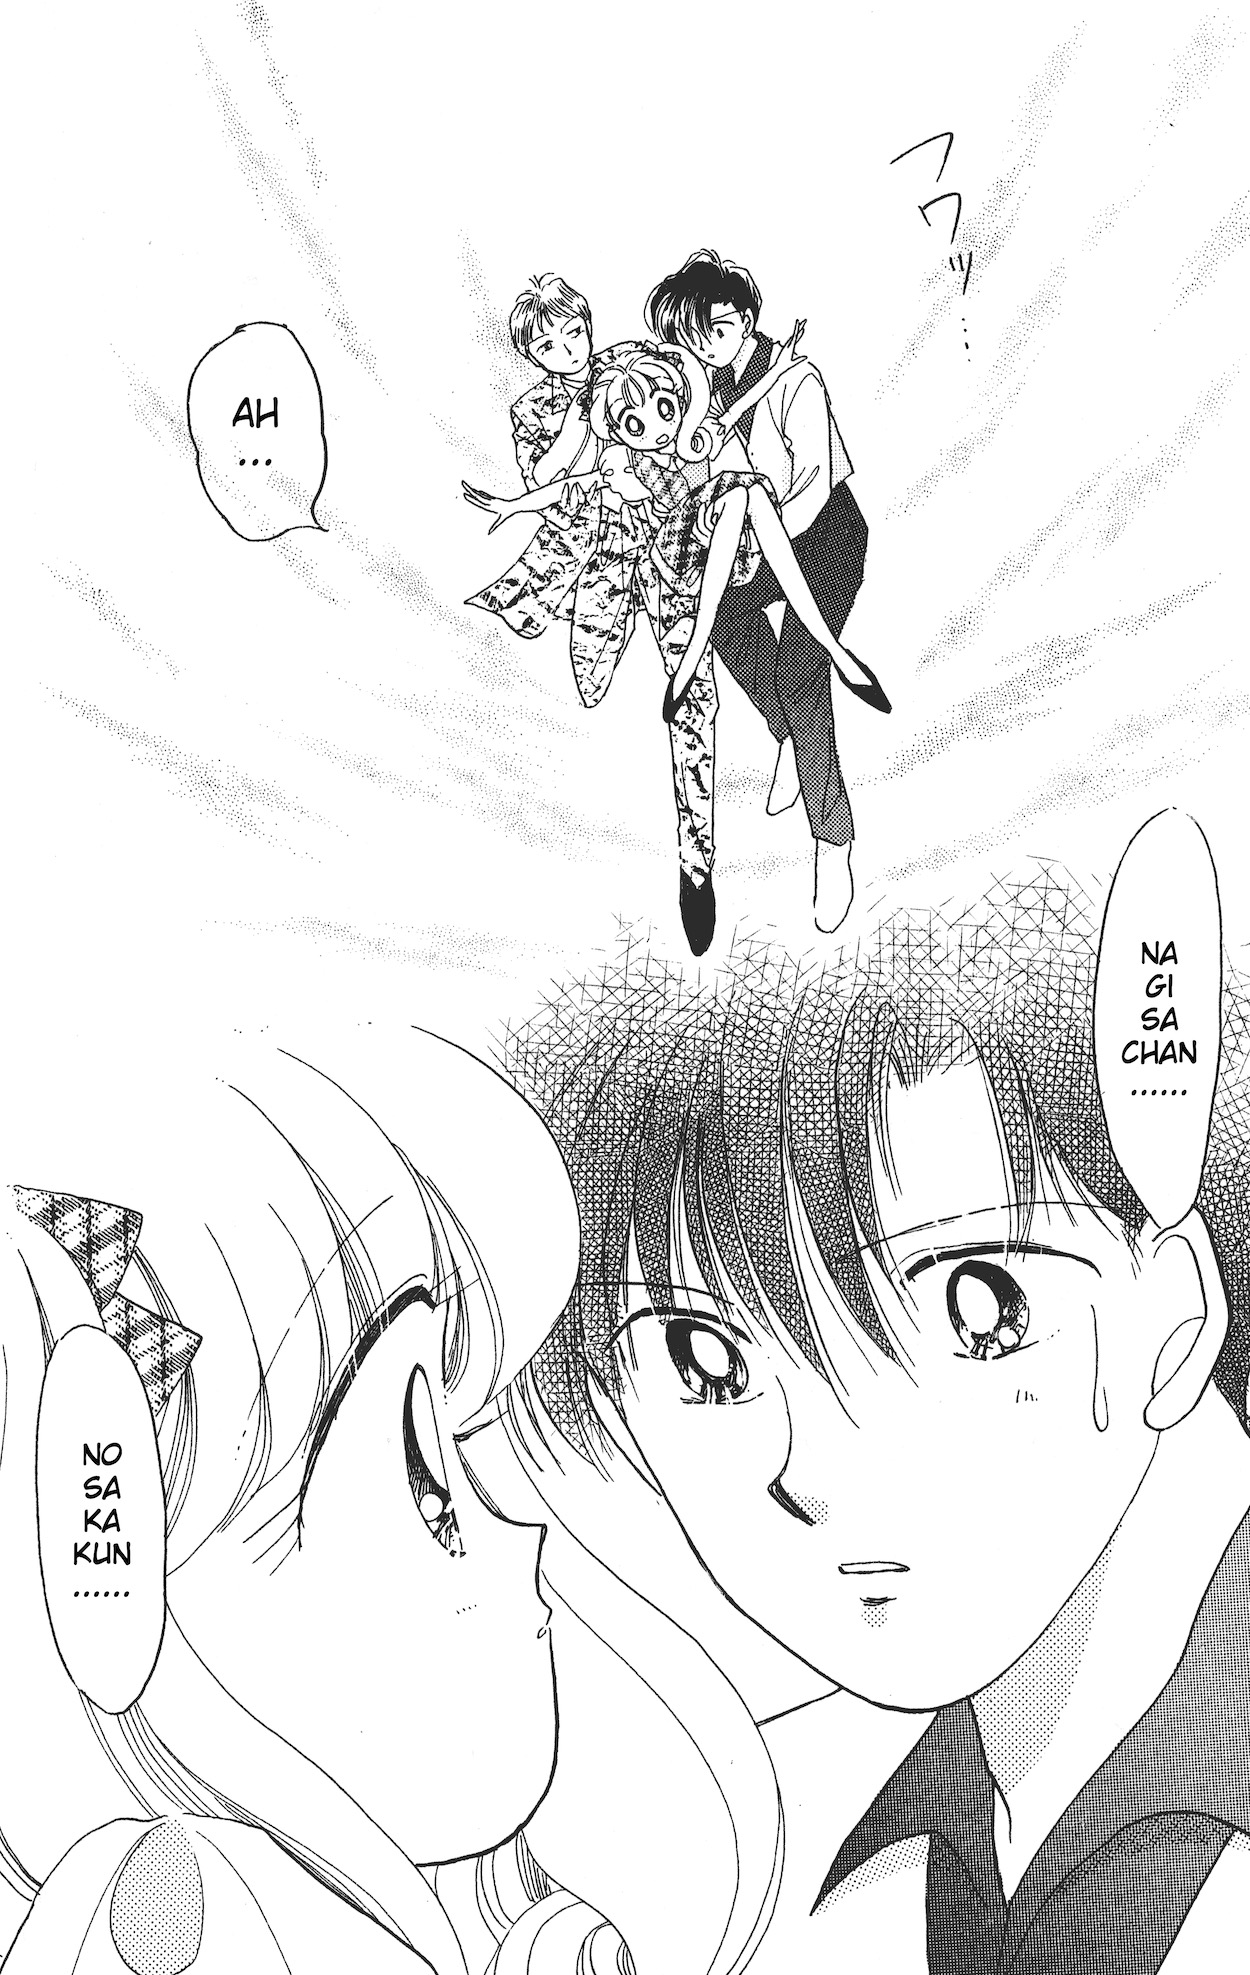 フワッ…
AH
...
NA
GI
SA
CHAN
......
NO
SA
KA
KUN
......